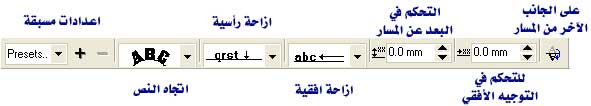 اعدادات مسبقة
ازاحة رأسية
التحكم في
البعد عن المسار
على الجانب
الآخر من المسار
Presets..
ABC
qrst
abc
0.0 mm
0.0 mm
اتجاه النص
ازاحة افقية
للتحكم في
التوجيه الأفقي